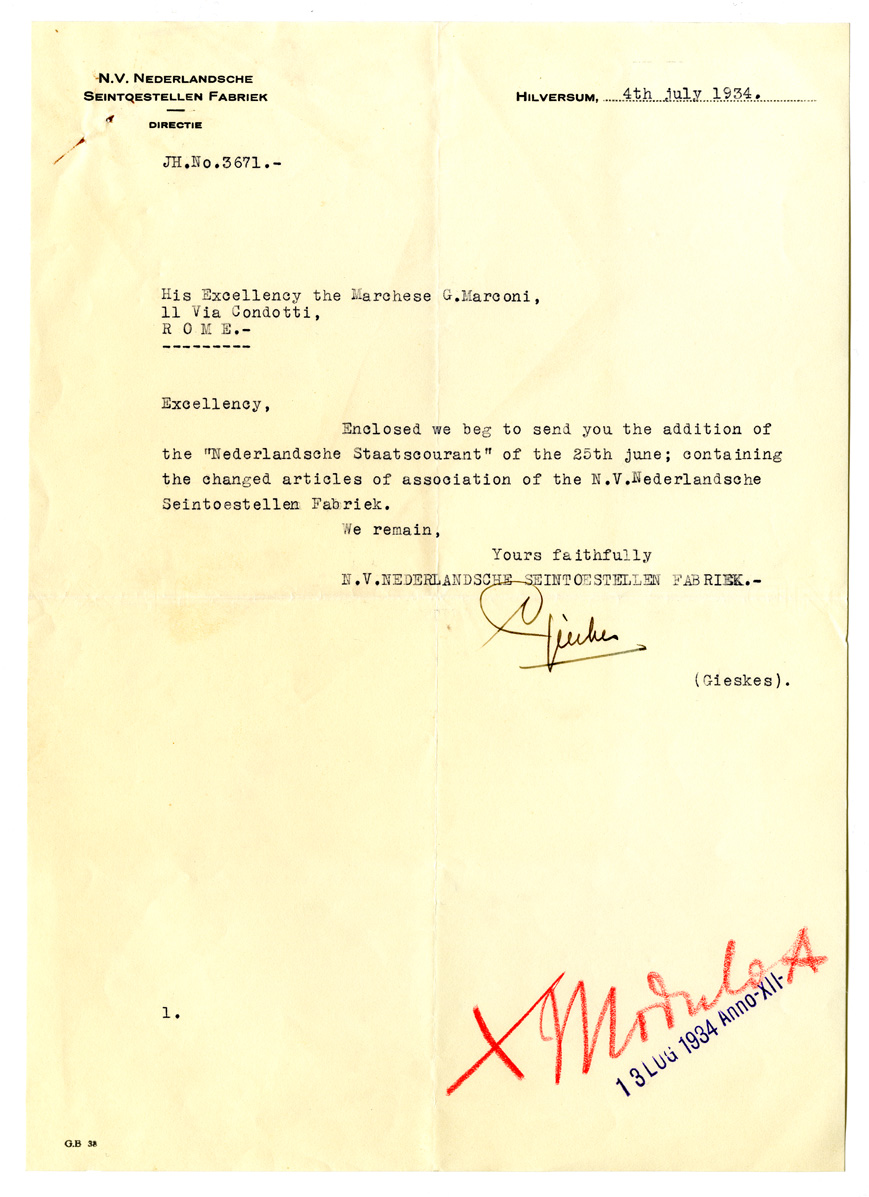 N.V. NEDERLANDSCHE
SEINTOESTELLEN FABRIEK
DIRECTIE
HILVERSUM, 4th july 1934.
JH.No.3671.-
His Excellency the Marchese G.Marconi,
11 Via Condotti,
R O M E.-
---------
Excellency,
Enclosed we beg to send you the addition of
the "Nederlandsche Staatscourant" of the 25th june; containing
the changed articles of association of the N.V.Nederlandsche
Seintoestellen Fabriek.
We remain,
Yours faithfully
N.V.NEDERLANDSCHE SEINTOESTELLEN FABRIEK.-
Gieskes
(Gieskes).
X Modulo A
13 LUG 1934 Anno-XII-
1.
G.B 38